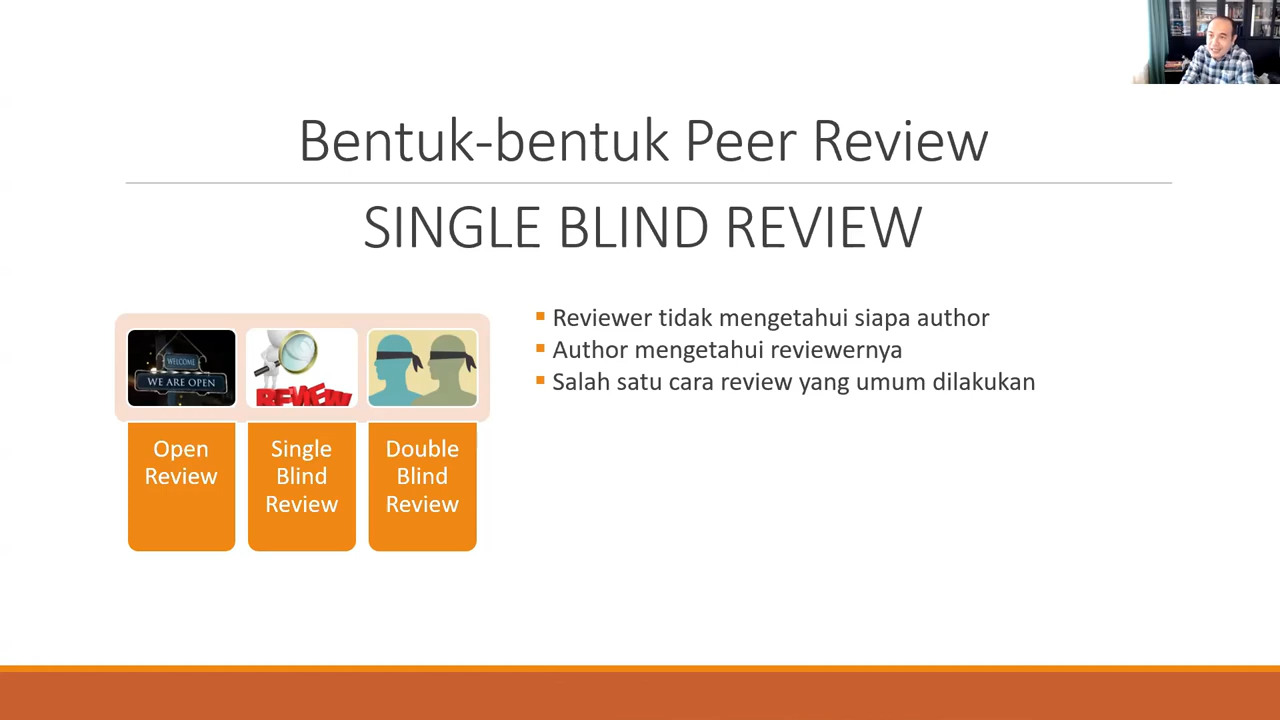 Bentuk-bentuk Peer Review
SINGLE BLIND REVIEW
WELCOME
WE ARE OPEN
REVIEW
Open
Review
Single
Blind
Review
Double
Blind
Review
Reviewer tidak mengetahui siapa author
Author mengetahui reviewernya
Salah satu cara review yang umum dilakukan